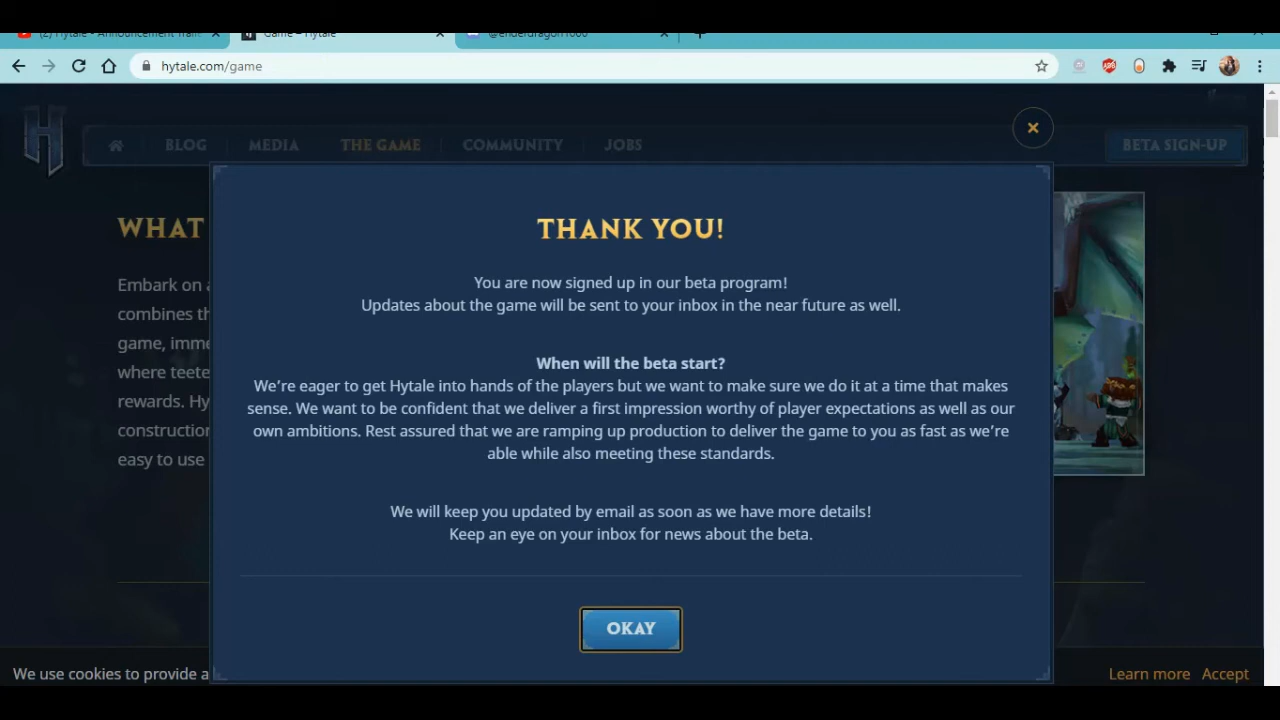 (2) Hytale - Announcement Trail
Game - Hytale
@enderdragon1000
hytale.com/game
BLOG MEDIA THE GAME COMMUNITY JOBS BETA SIGN-UP
THANK YOU!
WHAT
You are now signed up in our beta program!
Updates about the game will be sent to your inbox in the near future as well.
Embark on a
combines th
game, imme
where teete
rewards. Hy
construction
easy to use
When will the beta start?
We're eager to get Hytale into hands of the players but we want to make sure we do it at a time that makes
sense. We want to be confident that we deliver a first impression worthy of player expectations as well as our
own ambitions. Rest assured that we are ramping up production to deliver the game to you as fast as we're
able while also meeting these standards.
We will keep you updated by email as soon as we have more details!
Keep an eye on your inbox for news about the beta.
OKAY
We use cookies to provide a
Learn more Accept